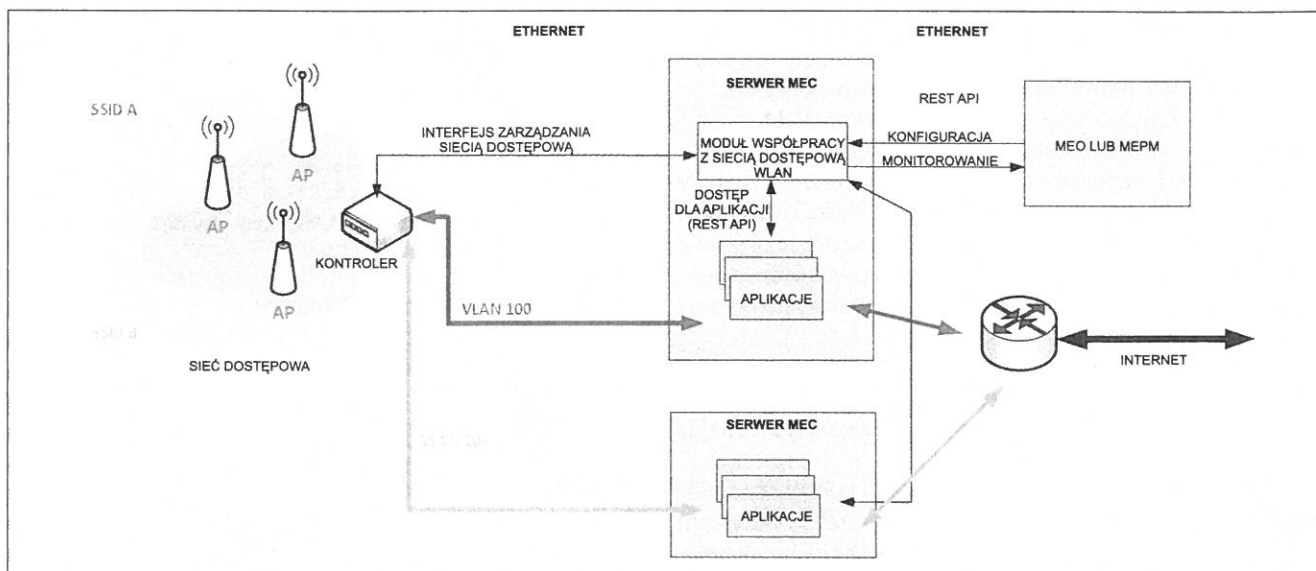 ETHERNET
ETHERNET
SERWER MEC
SSID A
REST API
INTERFEJS ZARZĄDZANIA
SIECIĄ DOSTĘPOWĄ
MODUŁ WSPÓŁPRACY
Z SIECIĄ DOSTĘPOWĄ
WLAN
KONFIGURACJA
MONITOROWANIE
MEO LUB MEPM
AP
AP
AP
KONTROLER
DOSTĘP
DLA APLIKACJI
(REST API)
APLIKACJE
VLAN 100
SIEĆ DOSTĘPOWA
INTERNET
SERWER MEC
VLAN 101
APLIKACJE